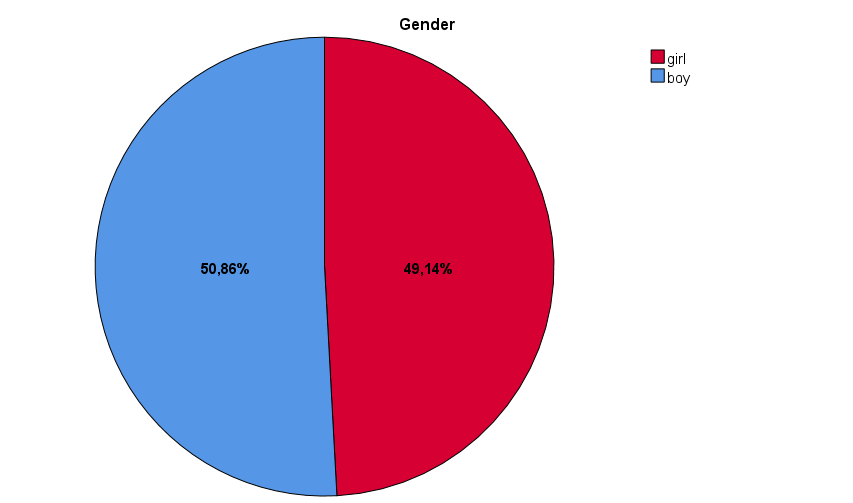 Gender
girl
boy
50,86%
49,14%